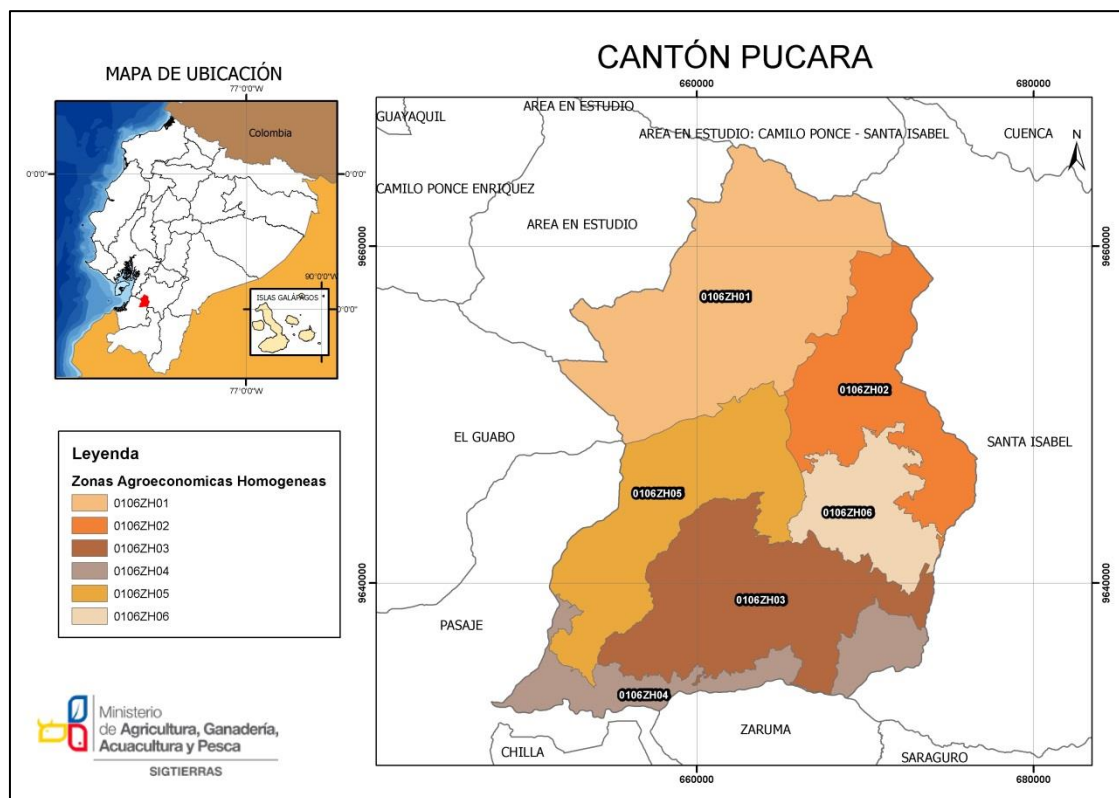 CANTÓN PUCARA
MAPA DE UBICACIÓN
77°0'0"W
Colombia
0°0'0"
0°0'0"
90°0'0"W
ISLAS GALÁPAGOS
0°0'0"
77°0'0"W
660000
680000
GUAYAQUIL
AREA EN ESTUDIO
AREA EN ESTUDIO: CAMILO PONCE - SANTA ISABEL
CUENCA
N
CAMILO PONCE ENRIQUEZ
AREA EN ESTUDIO
9660000
9660000
0106ZH01
0106ZH02
EL GUABO
SANTA ISABEL
0106ZH05
0106ZH06
9640000
9640000
0106ZH03
PASAJE
0106ZH04
ZARUMA
CHILLA
SARAGURO
660000
680000
Leyenda
Zonas Agroeconomicas Homogeneas
0106ZH01
0106ZH02
0106ZH03
0106ZH04
0106ZH05
0106ZH06
Ministerio
de Agricultura, Ganadería,
Acuacultura y Pesca
SIGTIERRAS